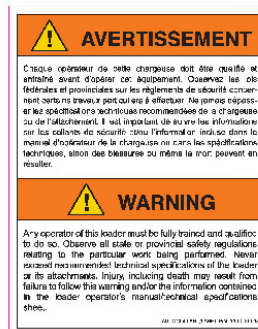 AVERTISSEMENT
Chaque opérateur de cette chargeuse doit être qualifié et
entraîné avant d'opérer cet équipement. Observez les lois
fédérales et provinciales sur les règlements de sécurité concer-
nant certains travaux particuliers à effectuer. Ne jamais dépass-
er les spécifications techniques recommandées de la chargeuse
ou de l'attachement. Il est important de suivre les informations
sur les collants de sécurité et/ou l'information incluse dans le
manuel d'opérateur de la chargeuse ou dans les spécifications
techniques, sinon des blessures ou même la mort peuvent en
résulter.
WARNING
Any operator of this loader must be fully trained and qualified
to do so. Observe all state or provincial safety regulations
relating to the particular work being performed. Never
exceed recommended technical specifications of the loader
or its attachments. Injury, including death may result from
failure to follow this warning and/or the information contained
in the loader operator's manual/technical specifications
sheet.